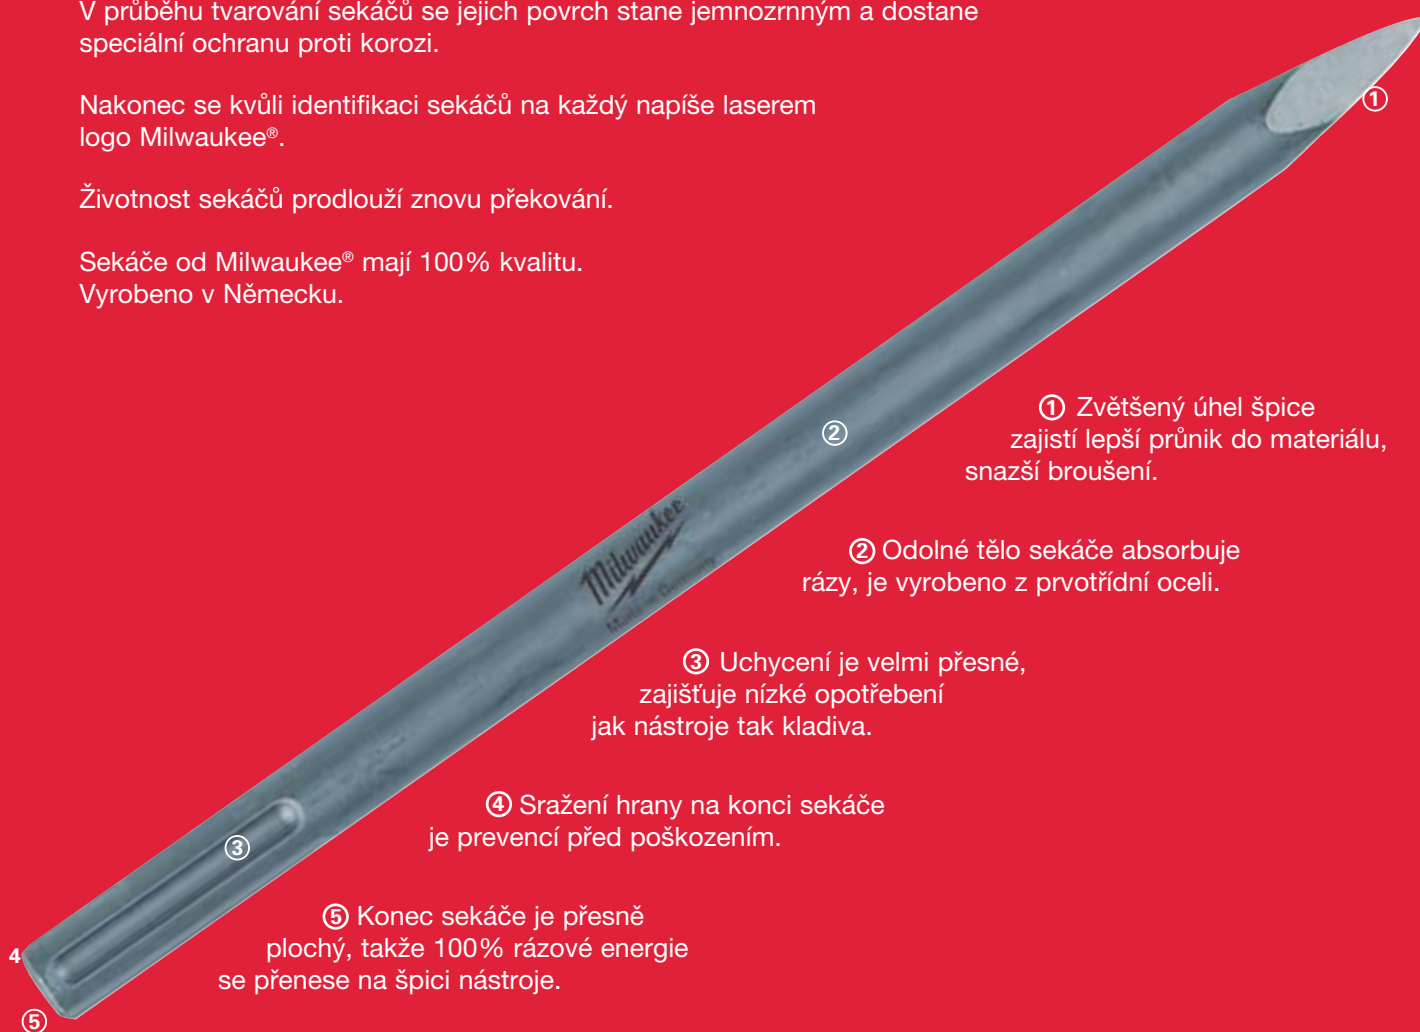 V průběhu tvarování sekáčů se jejich povrch stane jemnozrnným a dostane
speciální ochranu proti korozi.
Nakonec se kvůli identifikaci sekáčů na každý napíše laserem
logo Milwaukee®.
Životnost sekáčů prodlouží znovu překování.
Sekáče od Milwaukee® mají 100% kvalitu.
Vyrobeno v Německu.
①
① Zvětšený úhel špice
zajistí lepší průnik do materiálu,
snazší broušení.
②
② Odolné tělo sekáče absorbuje
rázy, je vyrobeno z prvotřídní oceli.
Milwaukee
Made in Germany
③ Uchycení je velmi přesné,
zajišťuje nízké opotřebení
jak nástroje tak kladiva.
④ Sražení hrany na konci sekáče
je prevencí před poškozením.
③
⑤ Konec sekáče je přesně
plochý, takže 100% rázové energie
se přenese na špici nástroje.
4
⑤